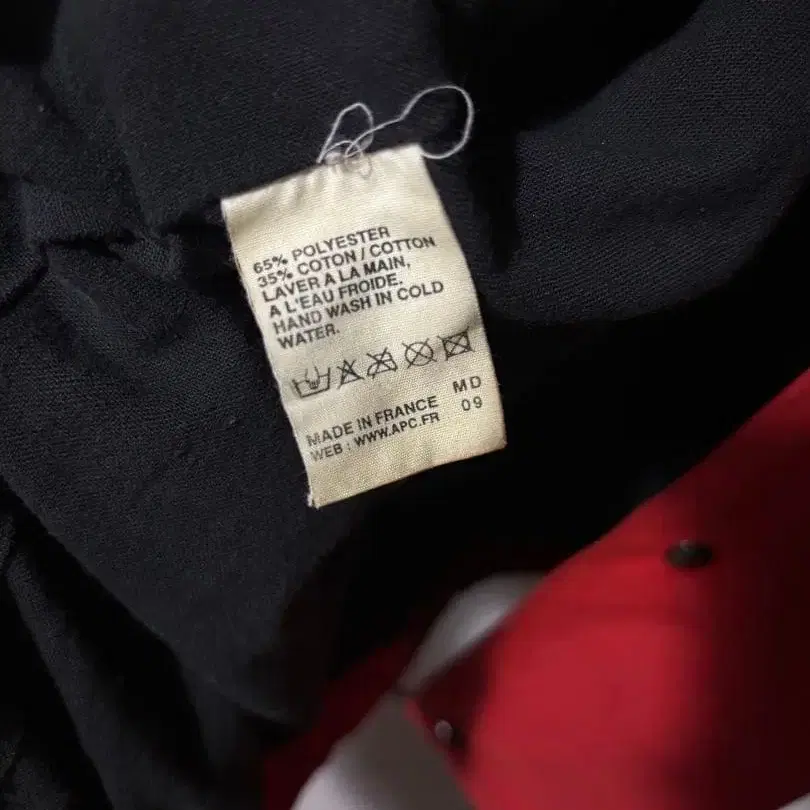 65% POLYESTER
35% COTON / COTTON
LAVER A LA MAIN,
A L'EAU FROIDE.
HAND WASH IN COLD
WATER.
MADE IN FRANCE MD
WEB : WWW.APC.FR 09